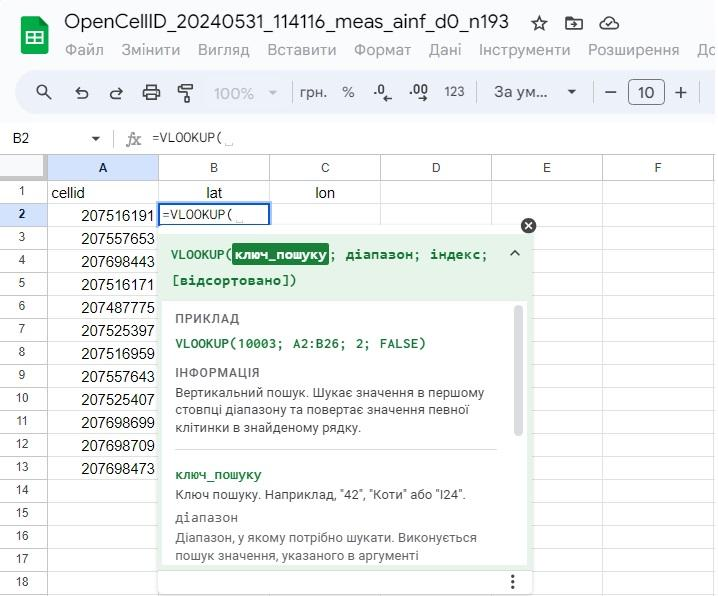 OpenCellID_20240531_114116_meas_ainf_d0_n193
Файл Змінити Вигляд Вставити Формат Дані Інструменти Розширення До
100% грн. % .0 .00 123 За ум... 10
B2 fx =VLOOKUP(
A B C D E F
1 cellid lat lon
2 207516191 =VLOOKUP(
3 207557653
4 207698443
5 207516171
6 207487775
7 207525397
8 207516959
9 207557643
10 207525407
11 207698699
12 207698709
13 207698473
14
15
16
17
18
VLOOKUP(ключ_пошуку; діапазон; індекс;
[відсортовано])
ПРИКЛАД
VLOOKUP(10003; A2:B26; 2; FALSE)
ІНФОРМАЦІЯ
Вертикальний пошук. Шукає значення в першому
стовпці діапазону та повертає значення певної
клітинки в знайденому рядку.
ключ_пошуку
Ключ пошуку. Наприклад, "42", "Коти" або "I24".
діапазон
Діапазон, у якому потрібно шукати. Виконується
пошук значення, указаного в аргументі